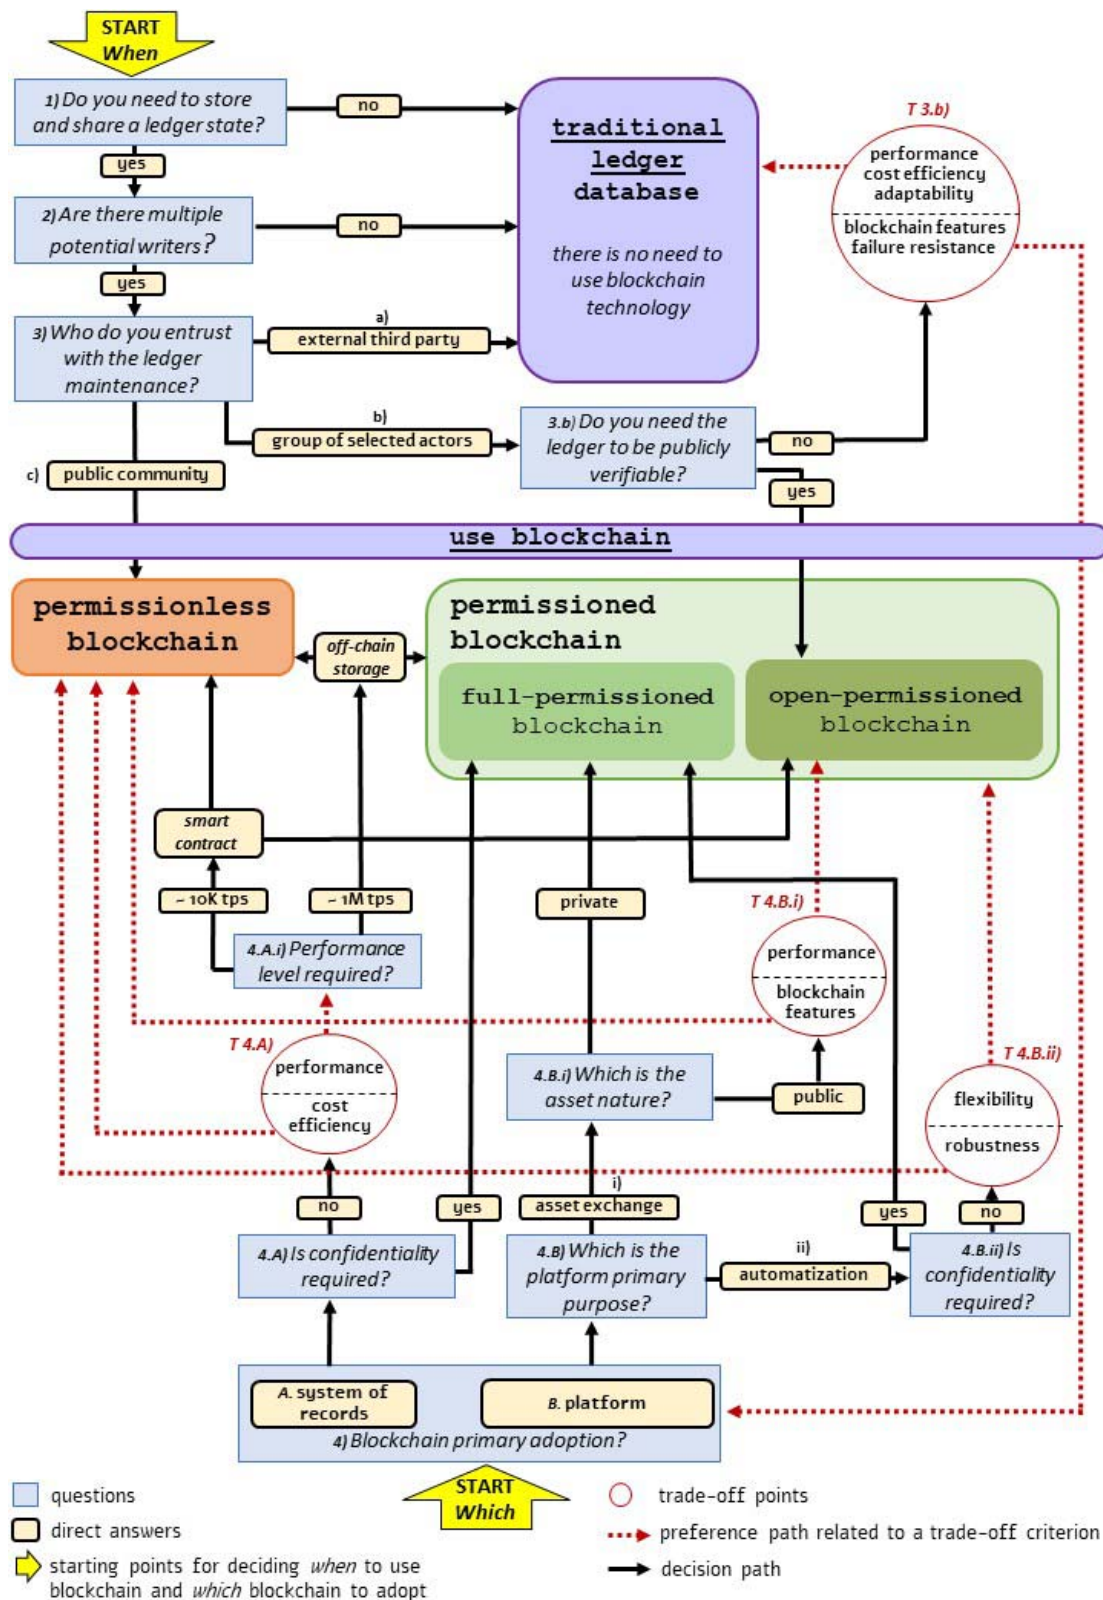 START
When
1) Do you need to store
and share a ledger state?
no
yes
2) Are there multiple
potential writers?
no
yes
3) Who do you entrust
with the ledger
maintenance?
a)
external third party
b)
group of selected actors
c) public community
traditional
ledger
database
there is no need to
use blockchain
technology
T 3.b)
performance
cost efficiency
adaptability
blockchain features
failure resistance
3.b) Do you need the
ledger to be publicly
verifiable?
no
yes
use blockchain
permissionless
blockchain
off-chain
storage
permissioned
blockchain
full-permissioned
blockchain
open-permissioned
blockchain
smart
contract
~ 10K tps
~ 1M tps
private
4.A.i) Performance
level required?
T 4.B.i)
performance
blockchain
features
T 4.A)
performance
cost
efficiency
4.B.i) Which is the
asset nature?
public
T 4.B.ii)
flexibility
robustness
no
yes
i)
asset exchange
yes
no
4.A) Is confidentiality
required?
4.B) Which is the
platform primary
purpose?
ii)
automatization
4.B.ii) Is
confidentiality
required?
A. system of
records
B. platform
4) Blockchain primary adoption?
START
Which
questions
direct answers
starting points for deciding when to use
blockchain and which blockchain to adopt
trade-off points
preference path related to a trade-off criterion
decision path